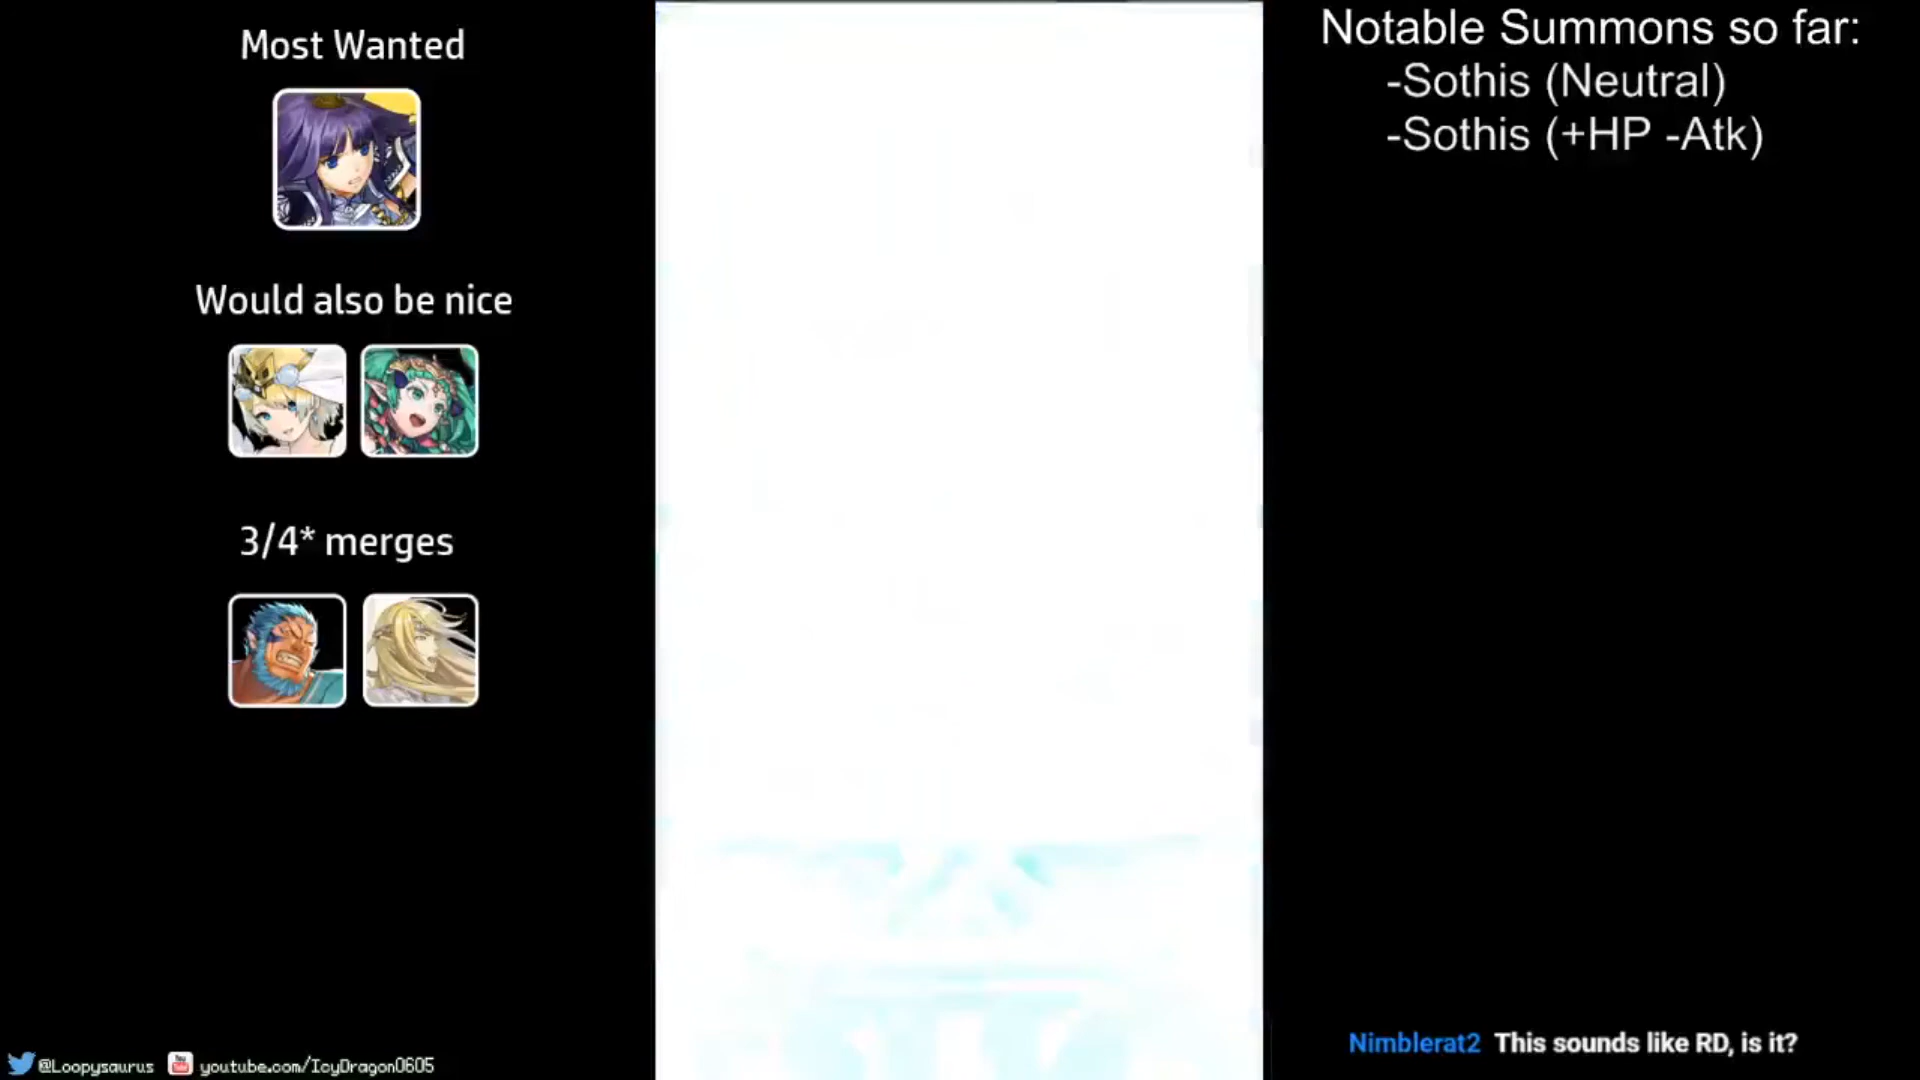 Most Wanted
Would also be nice
3/4* merges
@Loopysaurus youtube.com/IcyDragon0605
Notable Summons so far:
-Sothis (Neutral)
-Sothis (+HP -Atk)
Nimblerat2 This sounds like RD, is it?